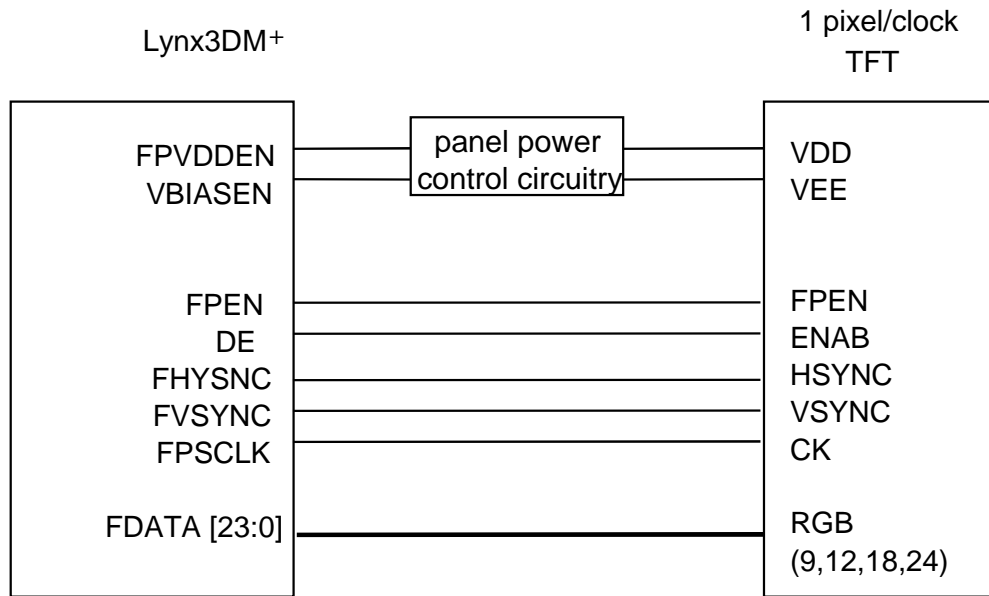 Lynx3DM+
1 pixel/clock
TFT
FPVDDEN
VBIASEN
panel power
control circuitry
VDD
VEE
FPEN
DE
FHYSNC
FVSYNC
FPSCLK
FPEN
ENAB
HSYNC
VSYNC
CK
FDATA [23:0]
RGB
(9,12,18,24)